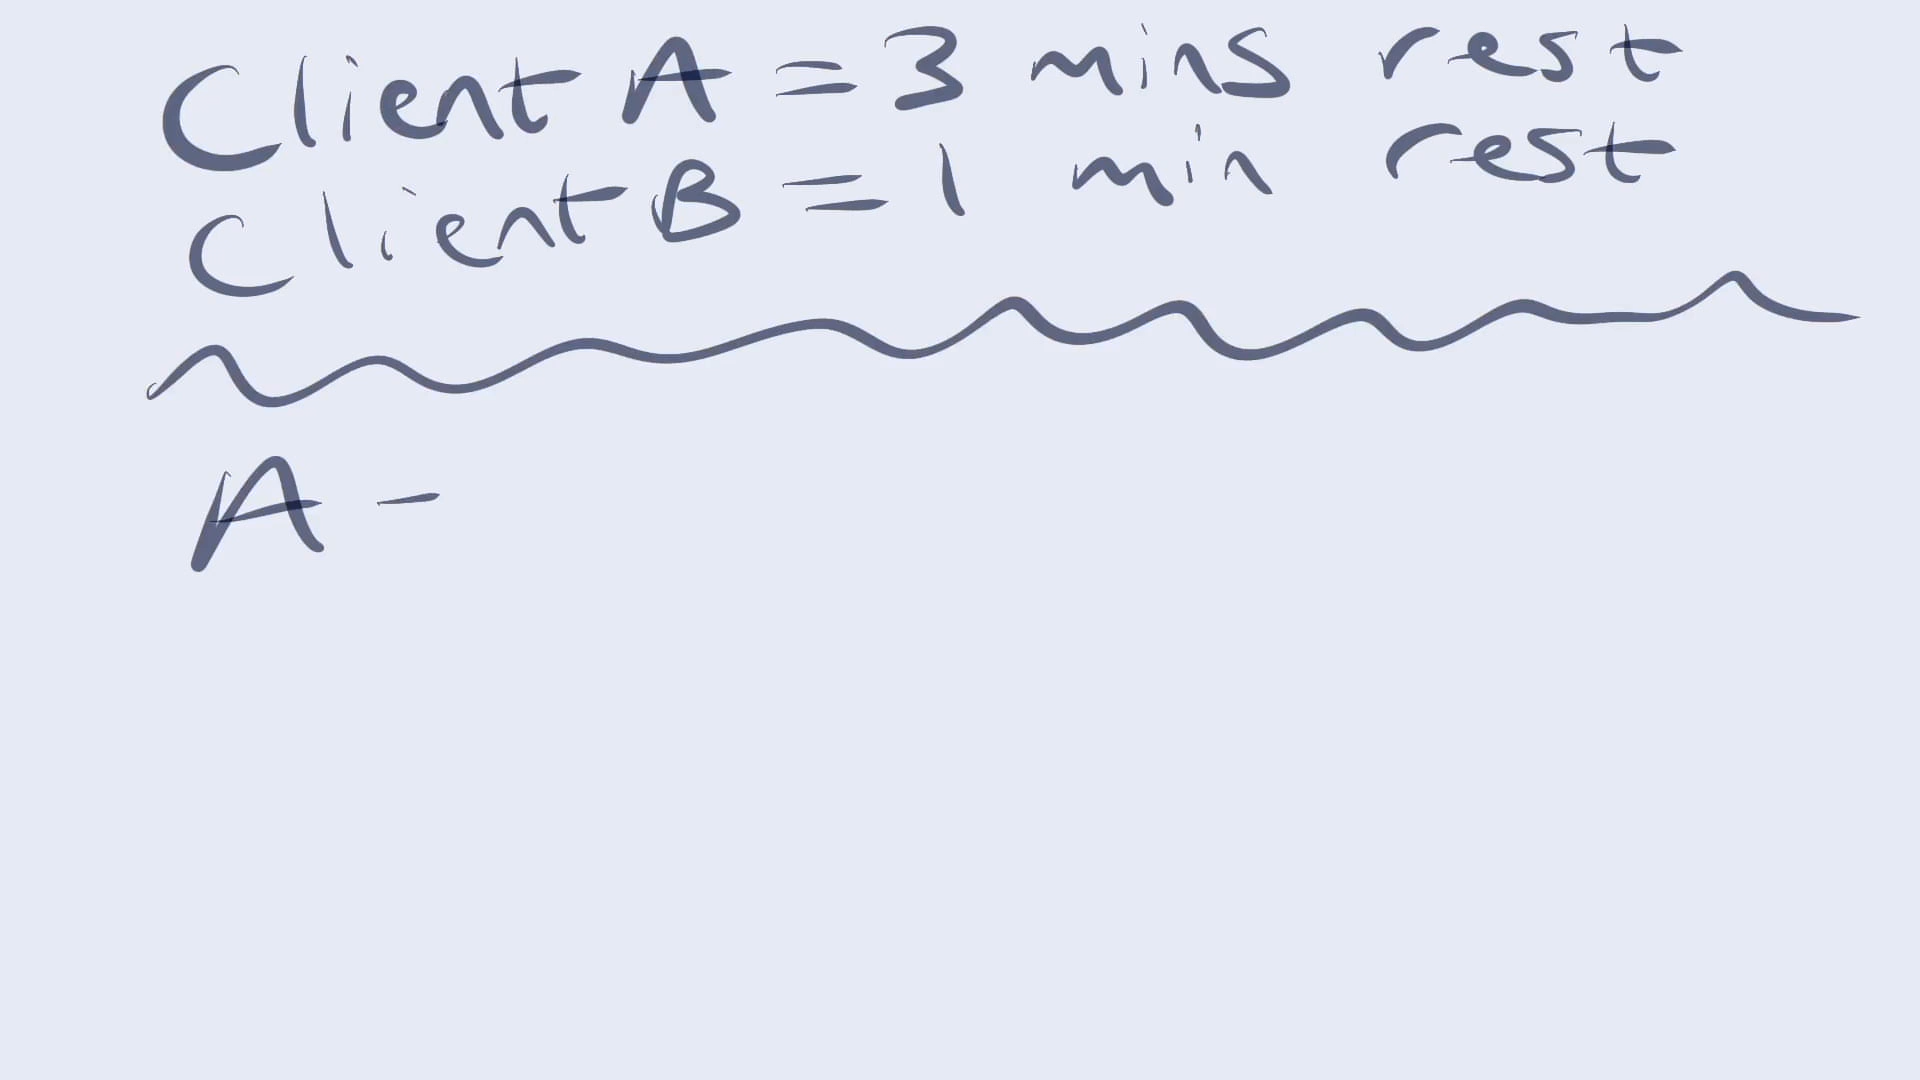 Client A = 3 mins rest
Client B = 1 min rest
A -